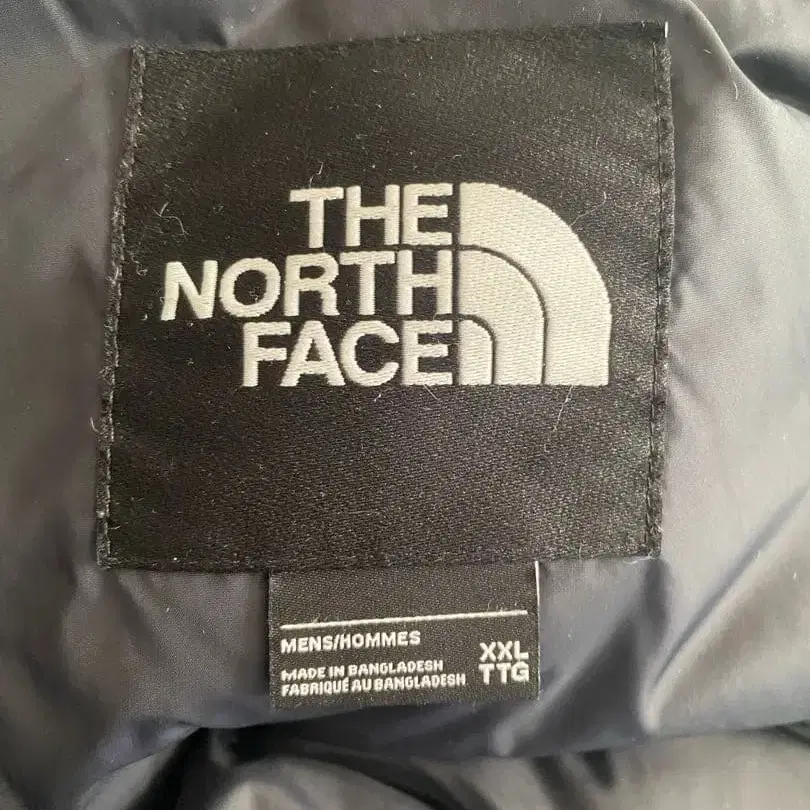 THE
NORTH
FACE
MENS/HOMMES
XXL
TTG
MADE IN BANGLADESH
FABRIQUÉ AU BANGLADESH